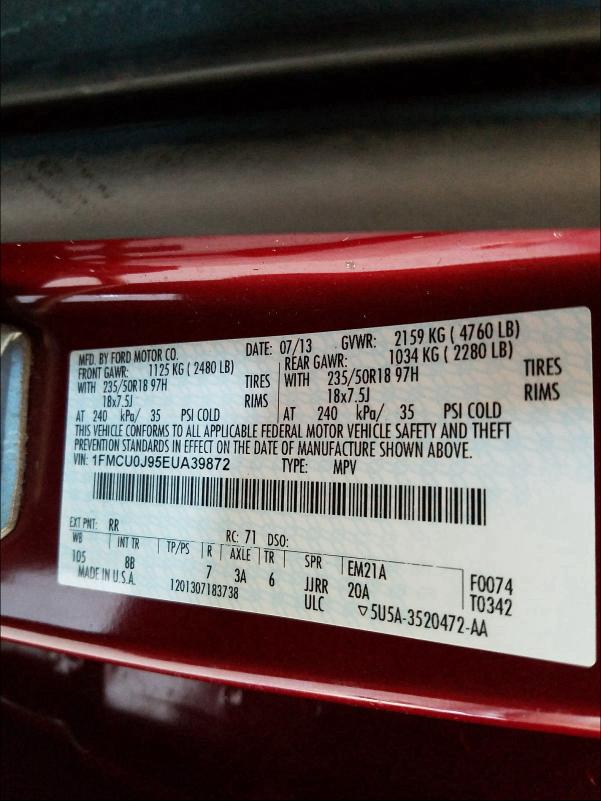 MFD. BY FORD MOTOR CO. DATE: 07/13 GVWR: 2159 KG ( 4760 LB)
FRONT GAWR: 1125 KG ( 2480 LB) REAR GAWR: 1034 KG ( 2280 LB)
WITH 235/50R18 97H TIRES WITH 235/50R18 97H TIRES
18x7.5J RIMS 18x7.5J RIMS
AT 240 kPa/ 35 PSI COLD AT 240 kPa/ 35 PSI COLD
THIS VEHICLE CONFORMS TO ALL APPLICABLE FEDERAL MOTOR VEHICLE SAFETY AND THEFT
PREVENTION STANDARDS IN EFFECT ON THE DATE OF MANUFACTURE SHOWN ABOVE.
VIN: 1FMCU0J95EUA39872 TYPE: MPV
EXT PNT: RR RC: 71 DSO:
WB INT TR TP/PS R AXLE TR SPR EM21A F0074
105 8B 7 3A 6 JJRR 20A T0342
MADE IN U.S.A. 1201307183738 ULC ▽5U5A-3520472-AA